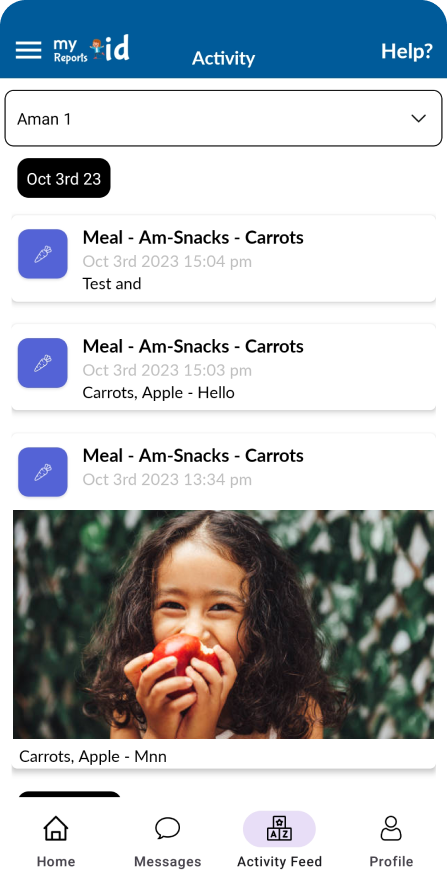 my
Reports
id
Activity
Help?
Aman 1
Oct 3rd 23
Meal - Am-Snacks - Carrots
Oct 3rd 2023 15:04 pm
Test and
Meal - Am-Snacks - Carrots
Oct 3rd 2023 15:03 pm
Carrots, Apple - Hello
Meal - Am-Snacks - Carrots
Oct 3rd 2023 13:34 pm
Carrots, Apple - Mnn
A Z
Home
Messages
Activity Feed
Profile